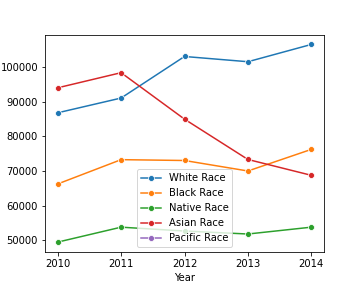 100000
90000
80000
70000
60000
50000
White Race
Black Race
Native Race
Asian Race
Pacific Race
2010 2011 2012 2013 2014
Year